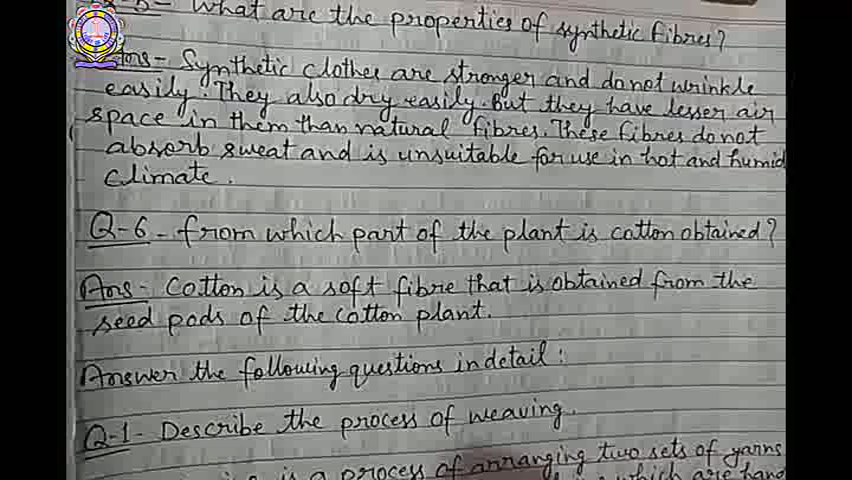 Q-5- What are the properties of synthetic fibres?
Ans- Synthetic clothes are stronger and do not wrinkle
easily. They also dry easily. But they have lesser air
space in them than natural fibres. These fibres do not
absorb sweat and is unsuitable for use in hot and humid
climate.
Q-6- from which part of the plant is cotton obtained?
Ans- Cotton is a soft fibre that is obtained from the
seed pods of the cotton plant.
Answer the following questions in detail:
Q-1- Describe the process of weaving.
is a process of arranging two sets of yarns
which are hand